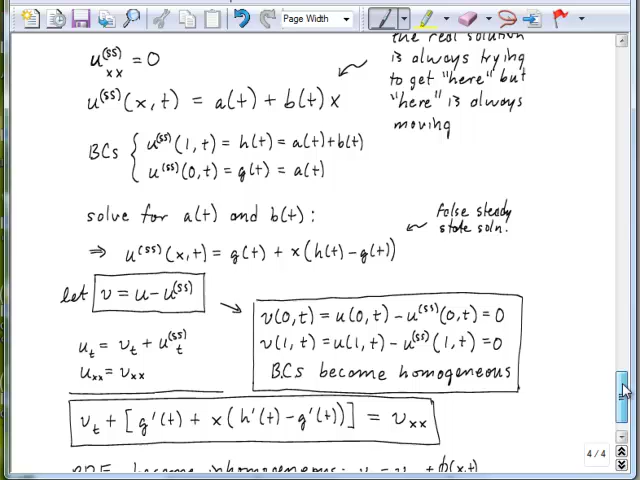 Page Width
the real solution
is always trying
to get "here" but
"here" is always
moving
u^(ss)_xx = 0
u^(ss)(x,t) = a(t) + b(t)x
BCs { u^(ss)(1,t) = h(t) = a(t)+b(t)
u^(ss)(0,t) = g(t) = a(t)
solve for a(t) and b(t):
False steady
state soln.
⇒ u^(ss)(x,t) = g(t) + x(h(t) - g(t))
let v = u - u^(ss)
v(0,t) = u(0,t) - u^(ss)(0,t) = 0
v(1,t) = u(1,t) - u^(ss)(1,t) = 0
BCs become homogeneous
u_t = v_t + u^(ss)_t
u_xx = v_xx
v_t + [g'(t) + x(h'(t) - g'(t))] = v_xx
4 / 4
PDE become inhomogeneous: